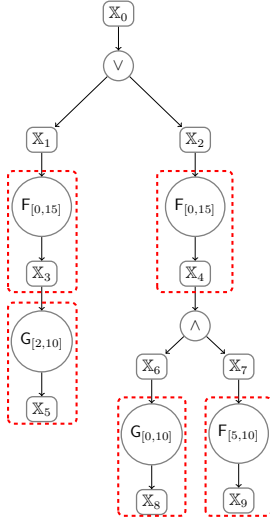 𝕏₀
∨
𝕏₁ 𝕏₂
F[0,15] F[0,15]
𝕏₃ 𝕏₄
∧
G[2,10]
𝕏₆ 𝕏₇
𝕏₅
G[0,10] F[5,10]
𝕏₈ 𝕏₉